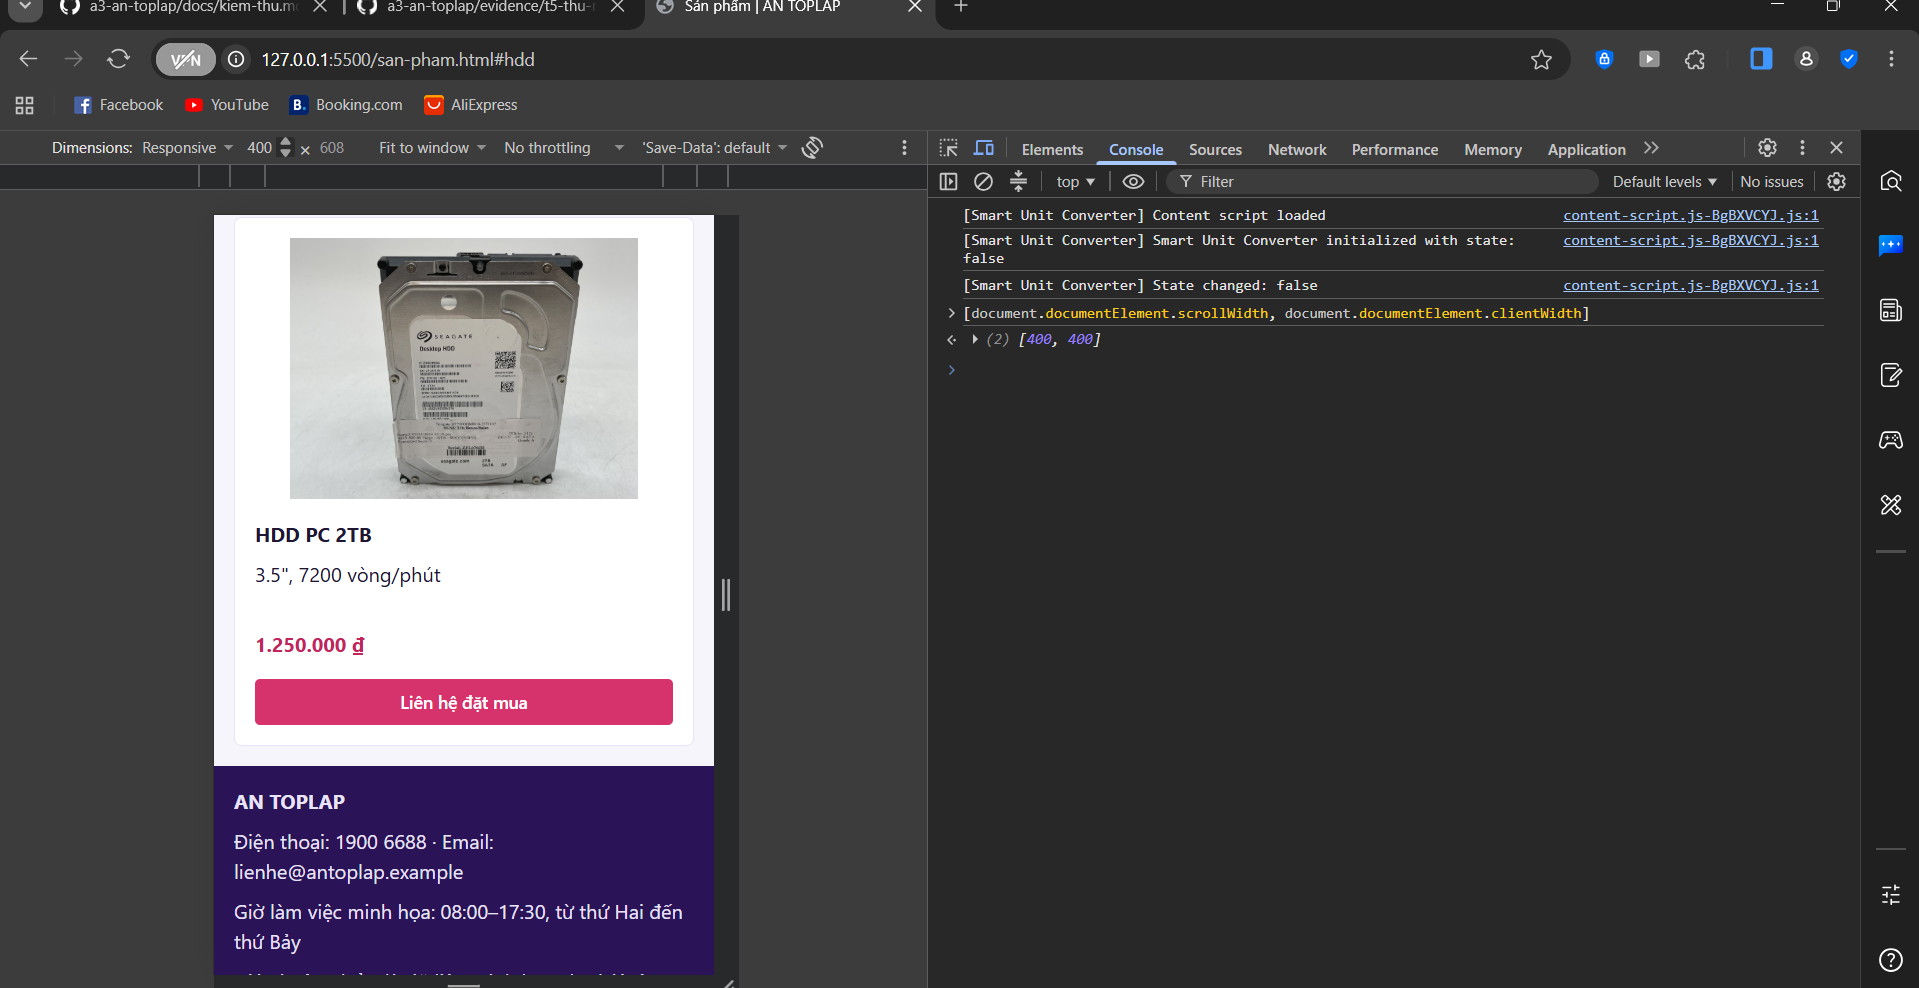 a3-an-toplap/docs/kiem-thu.m
a3-an-toplap/evidence/t5-thu-
Sản phẩm | AN TOPLAP
VPN
127.0.0.1:5500/san-pham.html#hdd
Facebook
YouTube
Booking.com
AliExpress
Dimensions: Responsive 400 × 608 Fit to window No throttling 'Save-Data': default
Elements Console Sources Network Performance Memory Application
top Filter Default levels No issues
[Smart Unit Converter] Content script loaded content-script.js-BgBXVCYJ.js:1
[Smart Unit Converter] Smart Unit Converter initialized with state: content-script.js-BgBXVCYJ.js:1
false
[Smart Unit Converter] State changed: false content-script.js-BgBXVCYJ.js:1
[document.documentElement.scrollWidth, document.documentElement.clientWidth]
(2) [400, 400]
SEAGATE
Desktop HDD
HDD PC 2TB
3.5", 7200 vòng/phút
1.250.000 ₫
Liên hệ đặt mua
AN TOPLAP
Điện thoại: 1900 6688 · Email:
lienhe@antoplap.example
Giờ làm việc minh họa: 08:00–17:30, từ thứ Hai đến
thứ Bảy